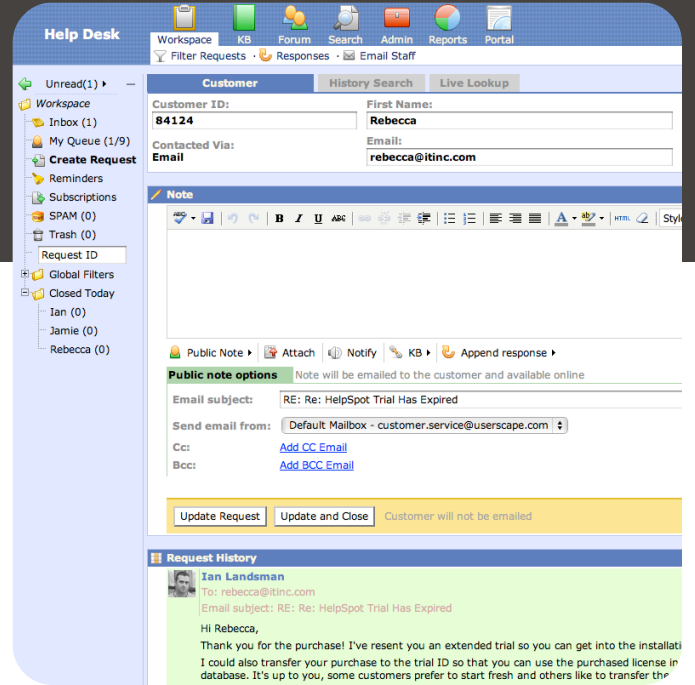 Help Desk
Workspace KB Forum Search Admin Reports Portal
Filter Requests · Responses · Email Staff
Unread(1)
Workspace
Inbox (1)
My Queue (1/9)
Create Request
Reminders
Subscriptions
SPAM (0)
Trash (0)
Request ID
Global Filters
Closed Today
Ian (0)
Jamie (0)
Rebecca (0)
Customer History Search Live Lookup
Customer ID: First Name:
84124 Rebecca
Contacted Via: Email:
Email rebecca@itinc.com
Note
ABC B I U ABC A ab HTML Style
Public Note Attach Notify KB Append response
Public note options Note will be emailed to the customer and available online
Email subject: RE: Re: HelpSpot Trial Has Expired
Send email from: Default Mailbox - customer.service@userscape.com
Cc: Add CC Email
Bcc: Add BCC Email
Update Request Update and Close Customer will not be emailed
Request History
Ian Landsman
To: rebecca@itinc.com
Email subject: RE: Re: HelpSpot Trial Has Expired
Hi Rebecca,
Thank you for the purchase! I've resent you an extended trial so you can get into the installati
I could also transfer your purchase to the trial ID so that you can use the purchased license in
database. It's up to you, some customers prefer to start fresh and others like to transfer the